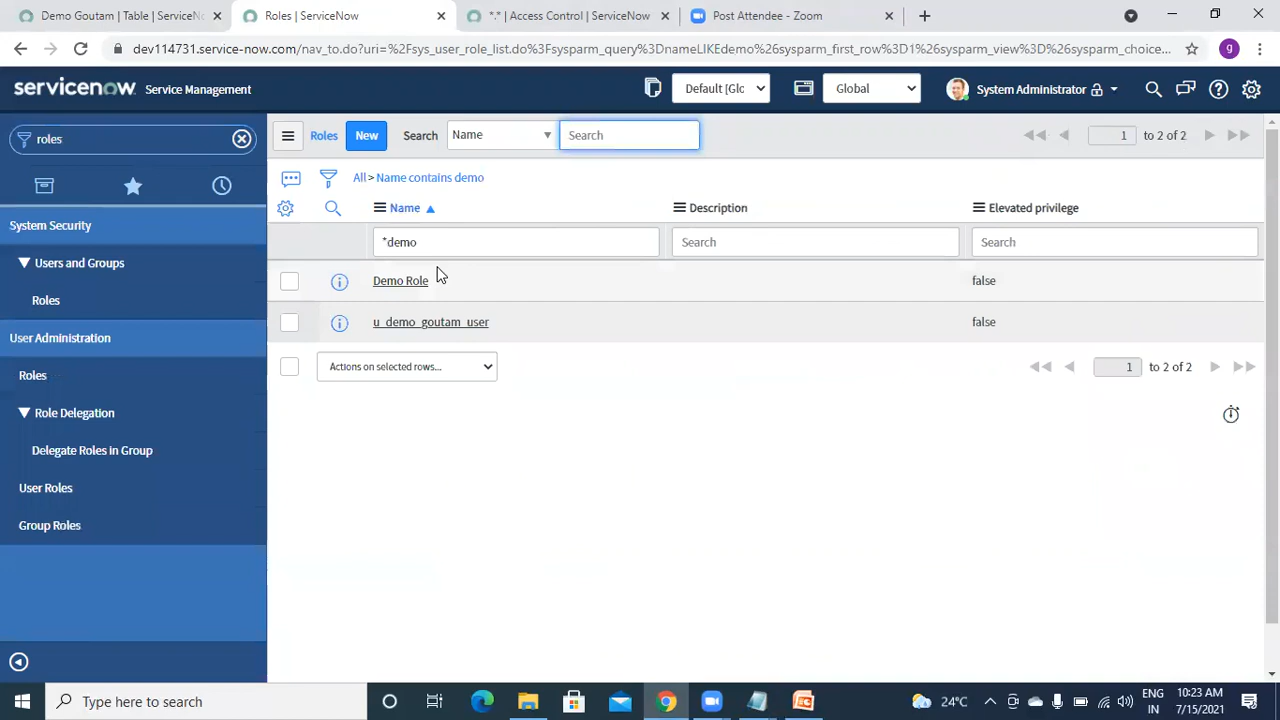 Demo Goutam | Table | ServiceNo
Roles | ServiceNow
*.* | Access Control | ServiceNow
Post Attendee - Zoom
dev114731.service-now.com/nav_to.do?uri=%2Fsys_user_role_list.do%3Fsysparm_query%3DnameLIKEdemo%26sysparm_first_row%3D1%26sysparm_view%3D%26sysparm_choice...
g
servicenow Service Management
Default [Glo
Global
System Administrator
roles
Roles
New
Search
Name
Search
1 to 2 of 2
All > Name contains demo
Name
Description
Elevated privilege
*demo
Search
Search
Demo Role
false
u_demo_goutam_user
false
Actions on selected rows...
1 to 2 of 2
System Security
Users and Groups
Roles
User Administration
Roles
Role Delegation
Delegate Roles in Group
User Roles
Group Roles
Type here to search
24°C
ENG
IN
10:23 AM
7/15/2021